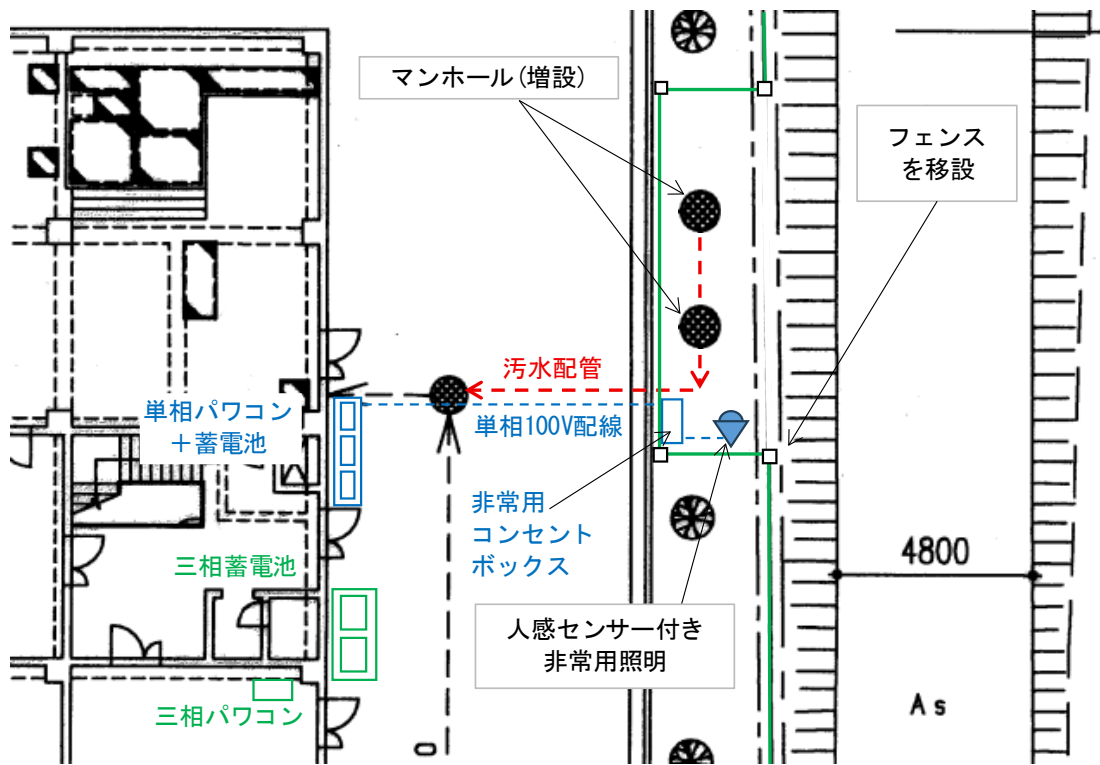 マンホール(増設)
フェンス
を移設
汚水配管
単相パワコン
＋蓄電池
単相100V配線
非常用
コンセント
ボックス
三相蓄電池
4800
人感センサー付き
非常用照明
三相パワコン
As
0